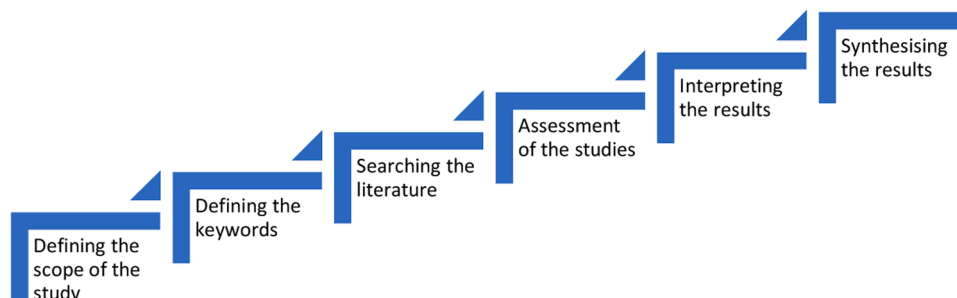 Defining the
scope of the
study
Defining the
keywords
Searching the
literature
Assessment
of the studies
Interpreting
the results
Synthesising
the results